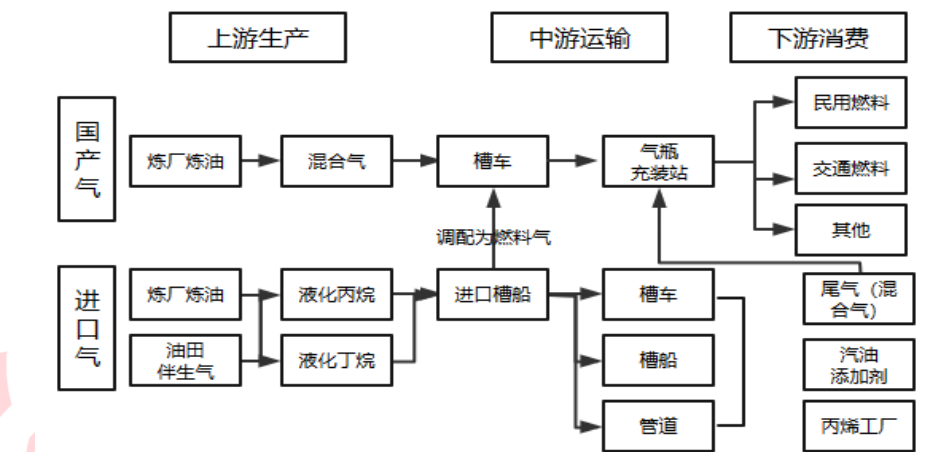 上游生产
中游运输
下游消费
国
产
气
炼厂炼油
混合气
槽车
气瓶
充装站
民用燃料
交通燃料
其他
调配为燃料气
进
口
气
炼厂炼油
油田
伴生气
液化丙烷
液化丁烷
进口槽船
槽车
槽船
管道
尾气（混
合气）
汽油
添加剂
丙烯工厂